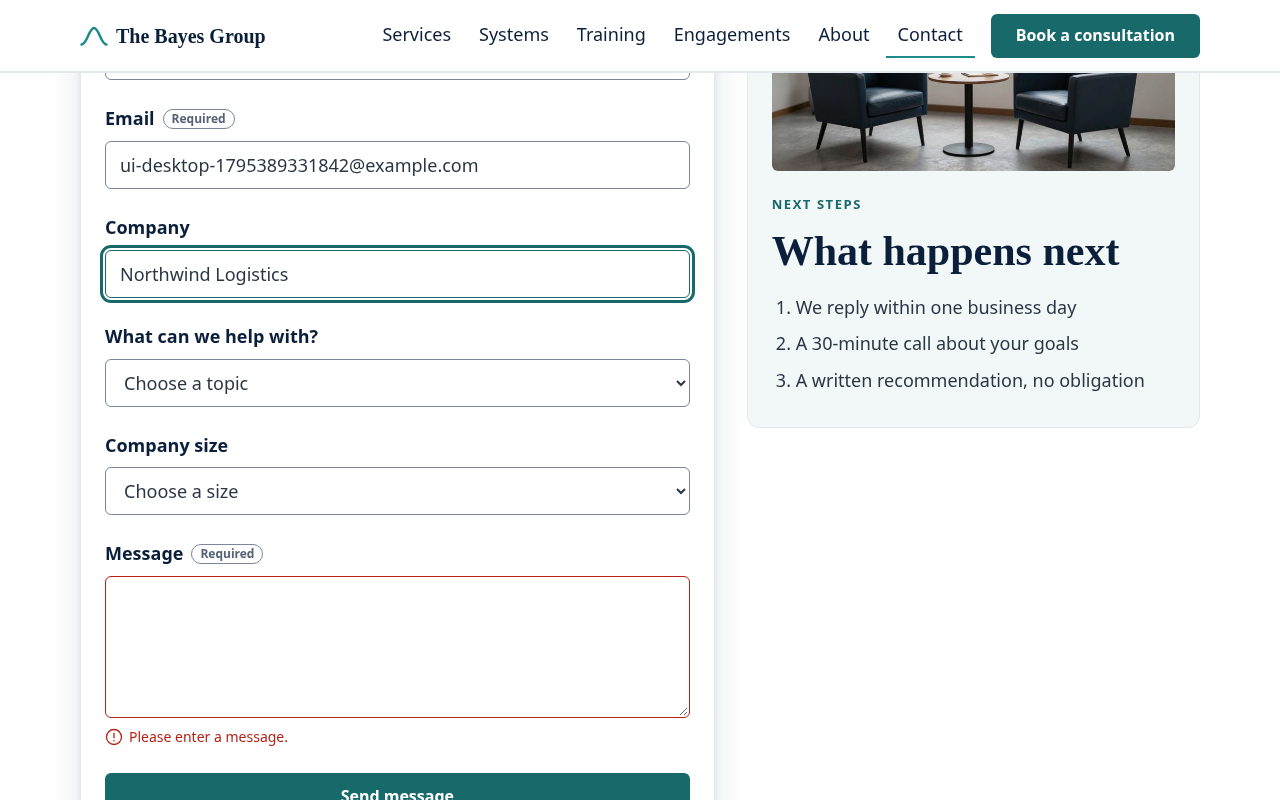 The Bayes Group
Services
Systems
Training
Engagements
About
Contact
Book a consultation
Email Required
ui-desktop-1795389331842@example.com
Company
Northwind Logistics
What can we help with?
Choose a topic
Company size
Choose a size
Message Required
Please enter a message.
Send message
NEXT STEPS
What happens next
1. We reply within one business day
2. A 30-minute call about your goals
3. A written recommendation, no obligation